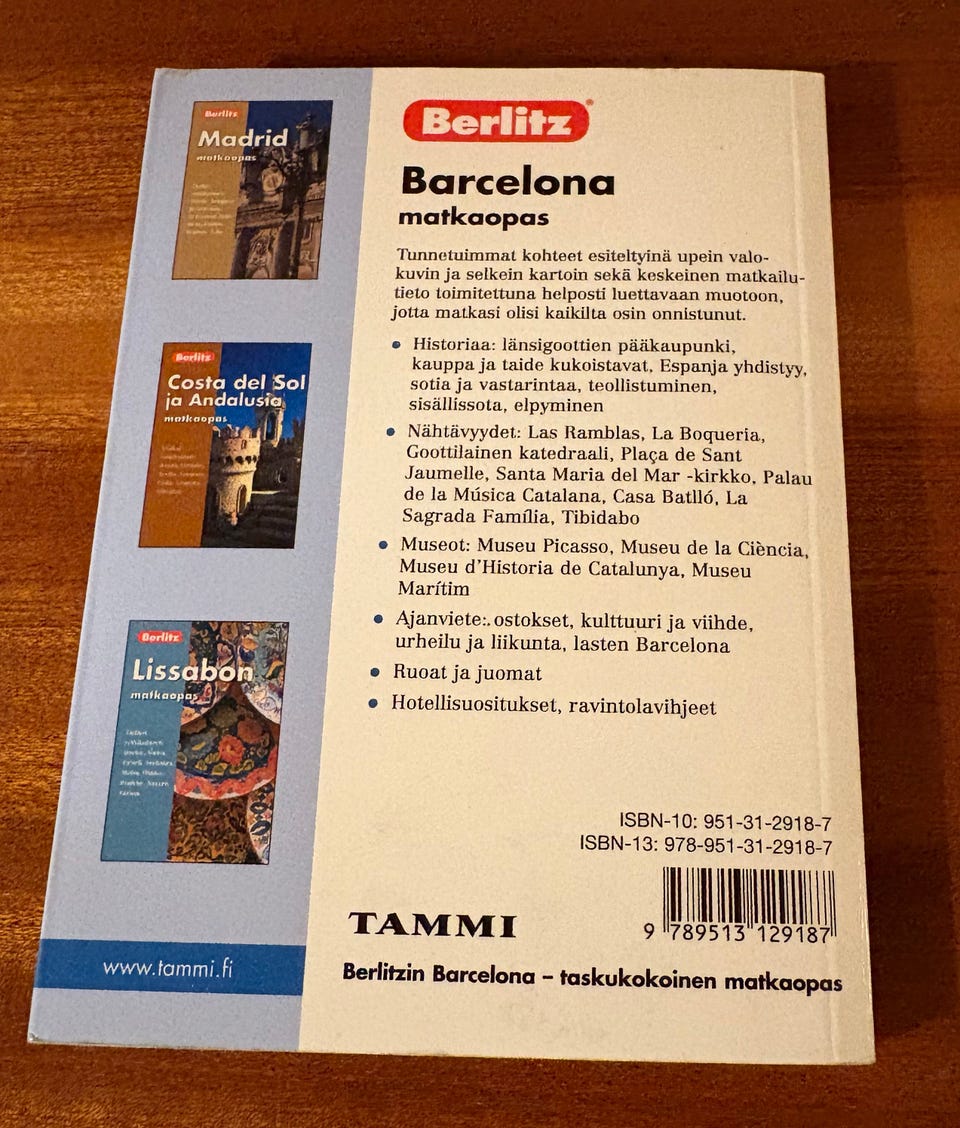 Berlitz
Madrid
matkaopas
Berlitz
Costa del Sol
ja Andalusia
matkaopas
Berlitz
Lissabon
matkaopas
www.tammi.fi
Berlitz®
Barcelona
matkaopas
Tunnetuimmat kohteet esiteltyinä upein valo-
kuvin ja selkein kartoin sekä keskeinen matkailu-
tieto toimitettuna helposti luettavaan muotoon,
jotta matkasi olisi kaikilta osin onnistunut.
• Historiaa: länsigoottien pääkaupunki,
kauppa ja taide kukoistavat, Espanja yhdistyy,
sotia ja vastarintaa, teollistuminen,
sisällissota, elpyminen
• Nähtävyydet: Las Ramblas, La Boqueria,
Goottilainen katedraali, Plaça de Sant
Jaumelle, Santa Maria del Mar -kirkko, Palau
de la Música Catalana, Casa Batlló, La
Sagrada Família, Tibidabo
• Museot: Museu Picasso, Museu de la Ciència,
Museu d'Historia de Catalunya, Museu
Marítim
• Ajanviete:. ostokset, kulttuuri ja viihde,
urheilu ja liikunta, lasten Barcelona
• Ruoat ja juomat
• Hotellisuositukset, ravintolavihjeet
ISBN-10: 951-31-2918-7
ISBN-13: 978-951-31-2918-7
9 789513 129187
TAMMI
Berlitzin Barcelona – taskukokoinen matkaopas